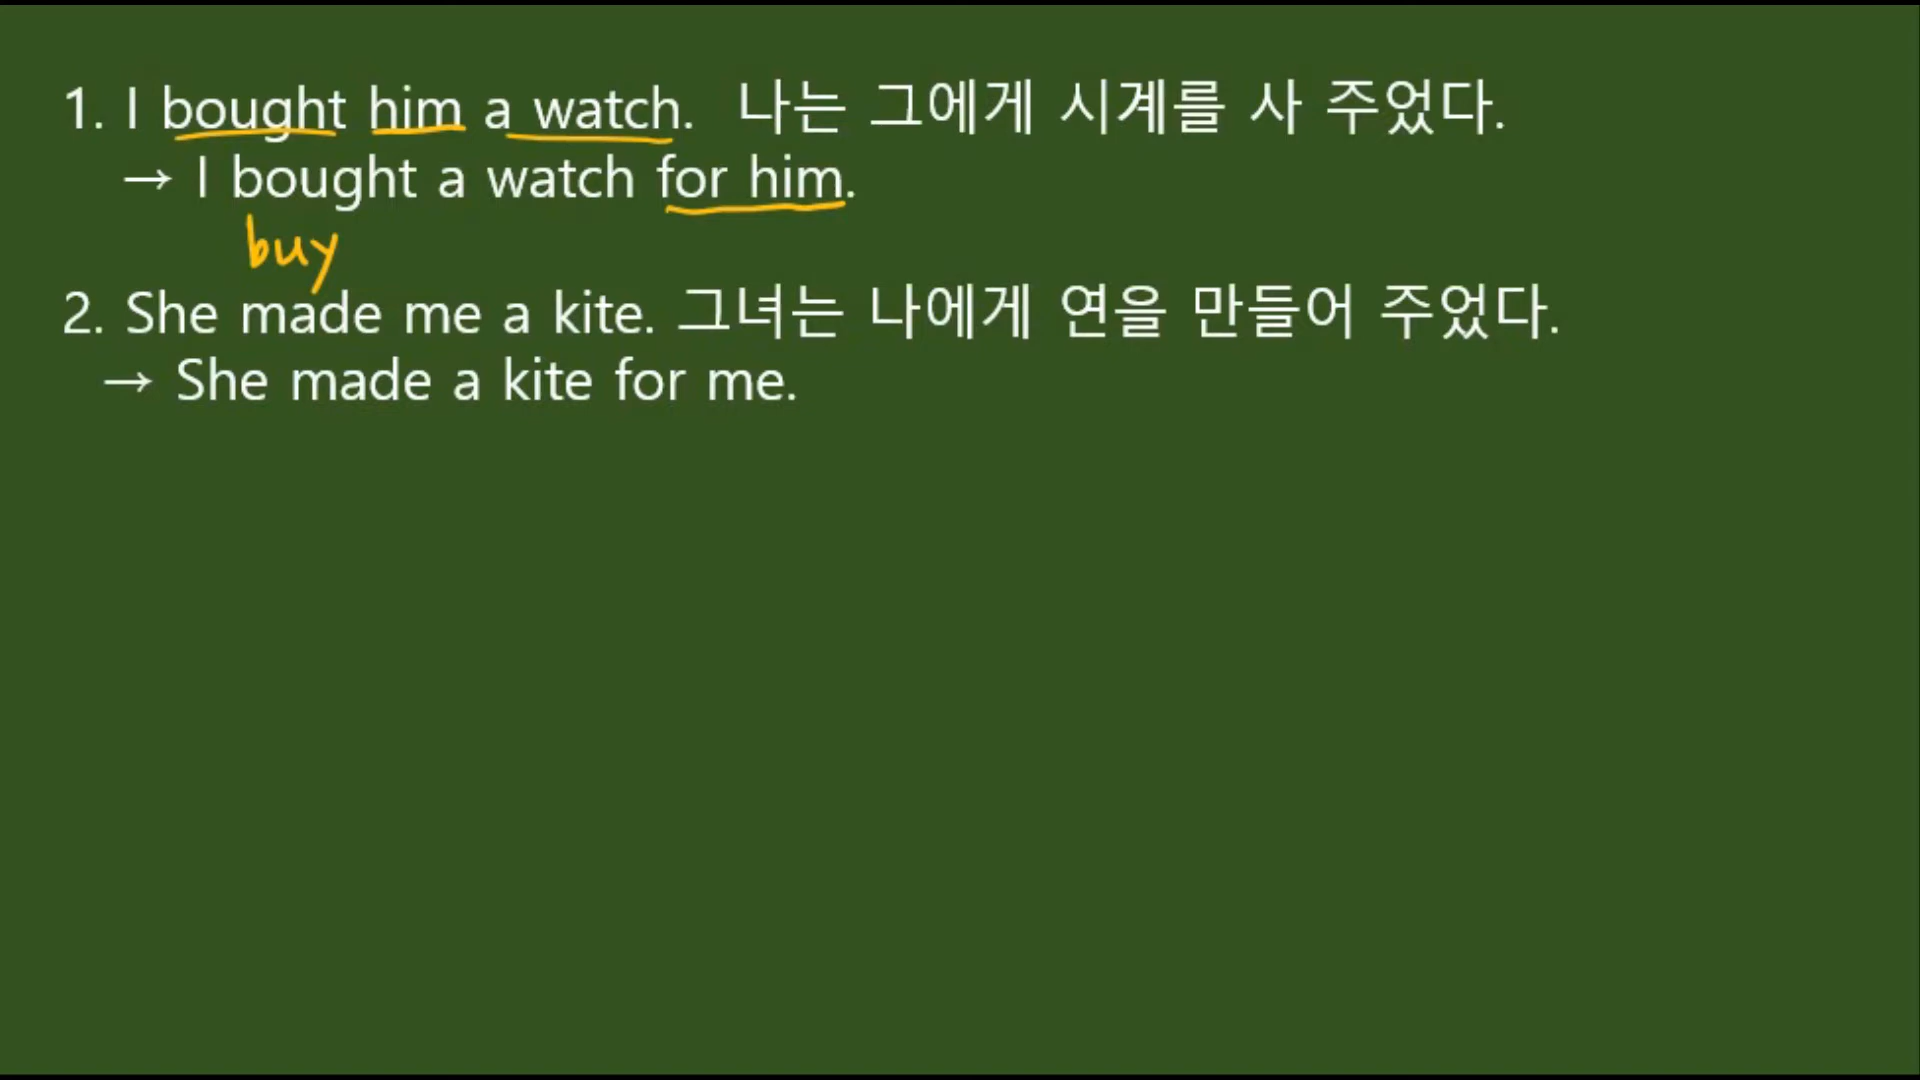 1. I bought him a watch.  나는 그에게 시계를 사 주었다.
→ I bought a watch for him.
buy
2. She made me a kite. 그녀는 나에게 연을 만들어 주었다.
→ She made a kite for me.